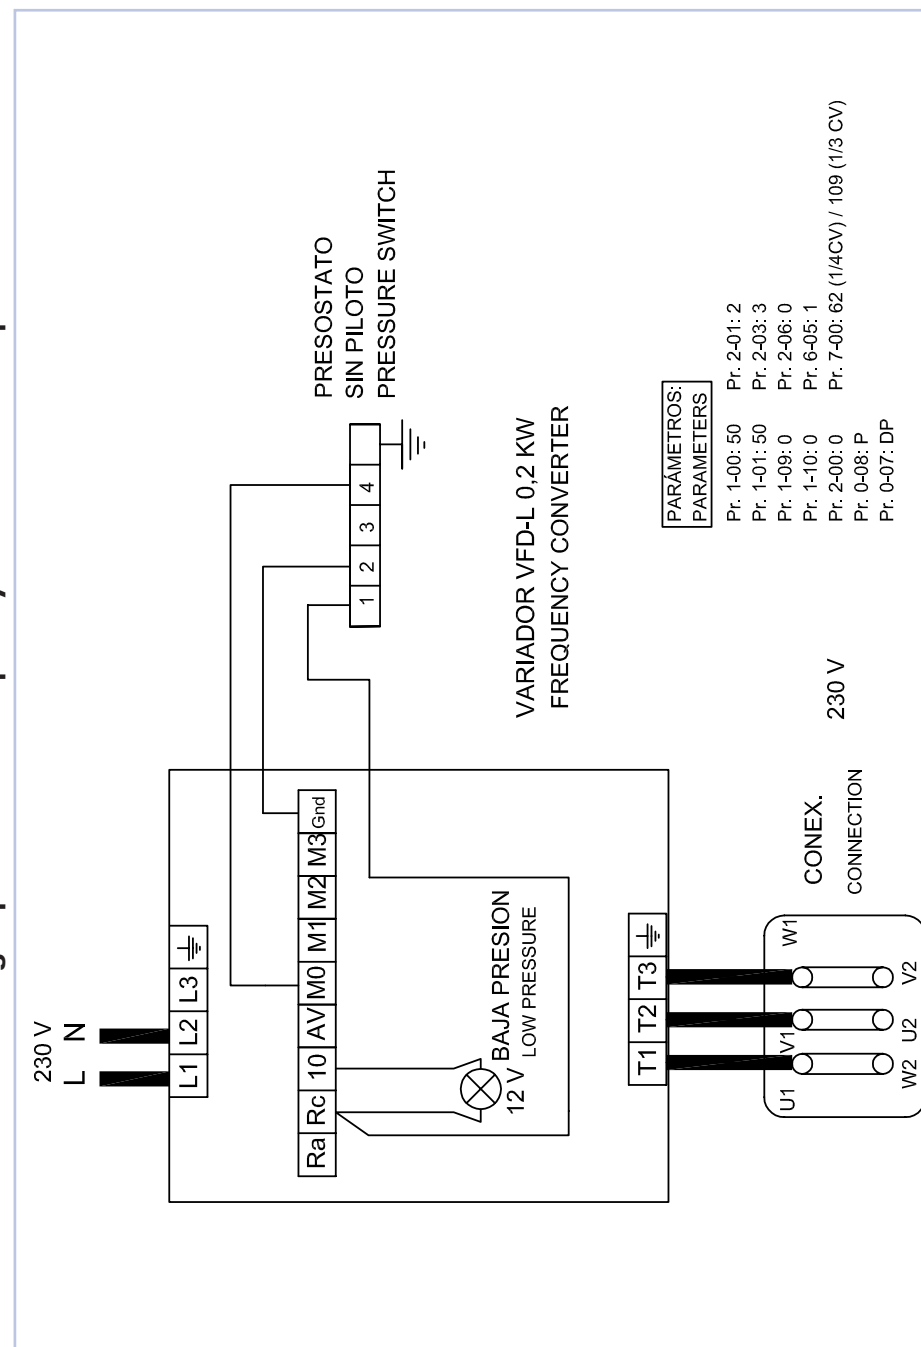 230 V
L N
L1 L2 L3
Ra Rc 10 AV M0 M1 M2 M3 Gnd
1 2 3 4
PRESOSTATO
SIN PILOTO
PRESSURE SWITCH
BAJA PRESION
12 V
LOW PRESSURE
VARIADOR VFD-L 0,2 KW
FREQUENCY CONVERTER
T1 T2 T3
PARÁMETROS:
PARAMETERS
Pr. 1-00: 50 Pr. 2-01: 2
Pr. 1-01: 50 Pr. 2-03: 3
Pr. 1-09: 0 Pr. 2-06: 0
Pr. 1-10: 0 Pr. 6-05: 1
Pr. 2-00: 0 Pr. 7-00: 62 (1/4CV) / 109 (1/3 CV)
Pr. 0-08: P
Pr. 0-07: DP
U1 V1 W1
W2 U2 V2
CONEX.
CONNECTION
230 V